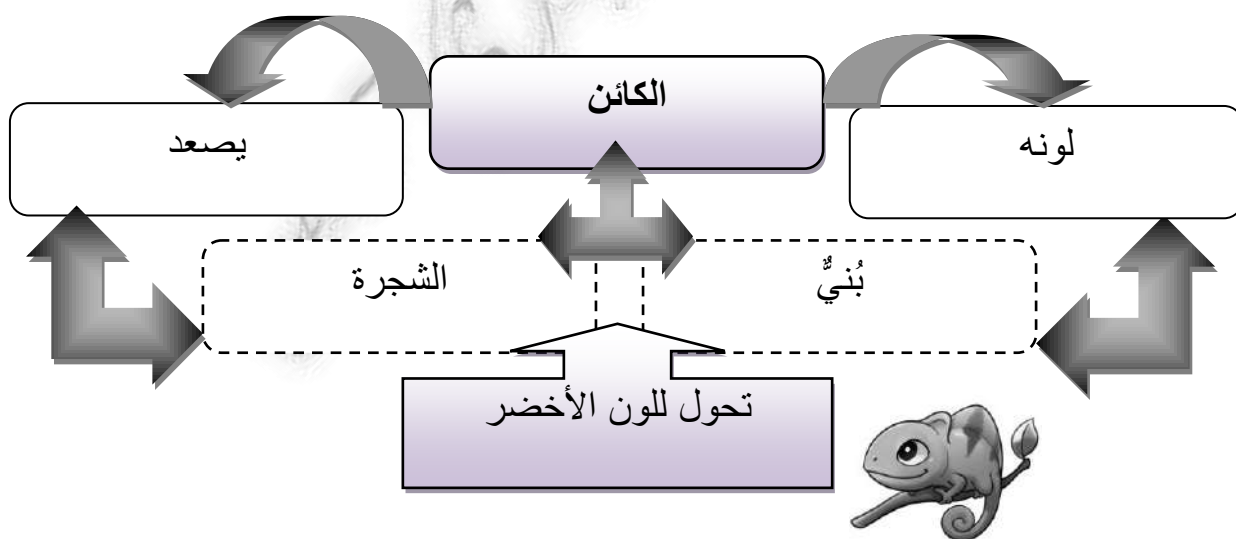 الكائن
لونه
يصعد
بُنيٌّ
الشجرة
تحول للون الأخضر